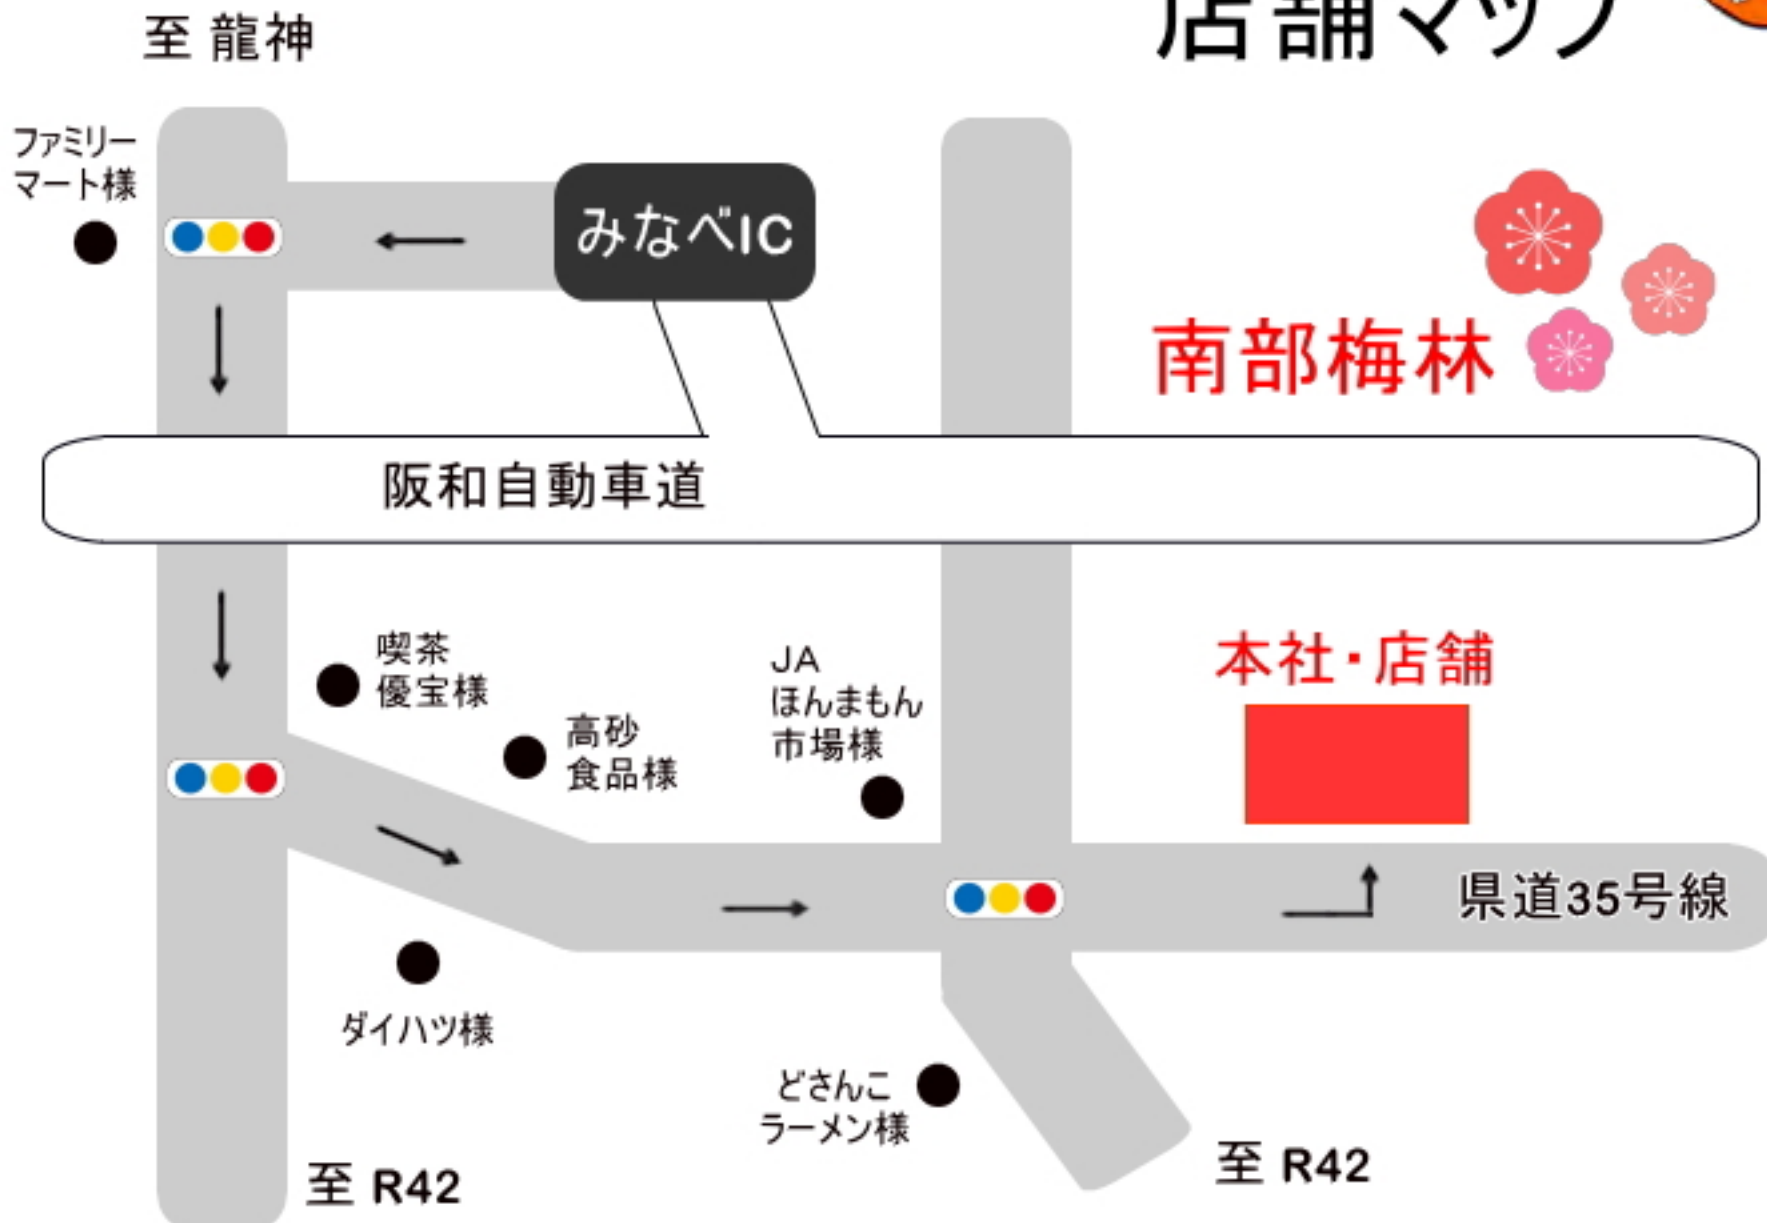 店舗マップ
至 龍神
ファミリー
マート様
みなべIC
南部梅林
阪和自動車道
喫茶
優宝様
高砂
食品様
JA
ほんまもん
市場様
本社・店舗
県道35号線
ダイハツ様
どさんこ
ラーメン様
至 R42
至 R42